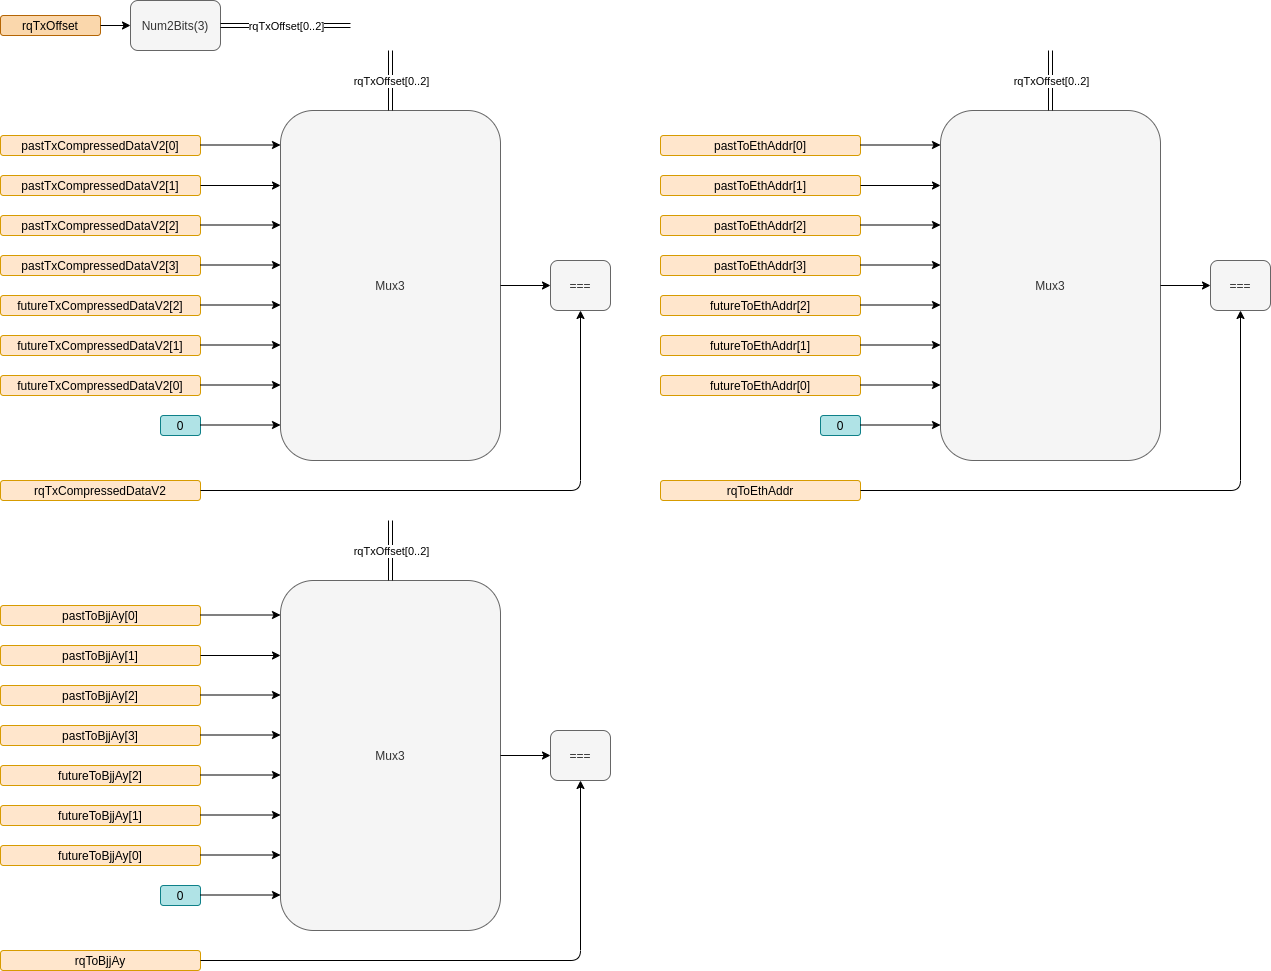 rqTxOffset
Num2Bits(3)
rqTxOffset[0..2]
rqTxOffset[0..2]
pastTxCompressedDataV2[0]
pastTxCompressedDataV2[1]
pastTxCompressedDataV2[2]
pastTxCompressedDataV2[3]
futureTxCompressedDataV2[2]
futureTxCompressedDataV2[1]
futureTxCompressedDataV2[0]
0
Mux3
===
rqTxCompressedDataV2
rqTxOffset[0..2]
pastToEthAddr[0]
pastToEthAddr[1]
pastToEthAddr[2]
pastToEthAddr[3]
futureToEthAddr[2]
futureToEthAddr[1]
futureToEthAddr[0]
0
Mux3
===
rqToEthAddr
rqTxOffset[0..2]
pastToBjjAy[0]
pastToBjjAy[1]
pastToBjjAy[2]
pastToBjjAy[3]
futureToBjjAy[2]
futureToBjjAy[1]
futureToBjjAy[0]
0
Mux3
===
rqToBjjAy